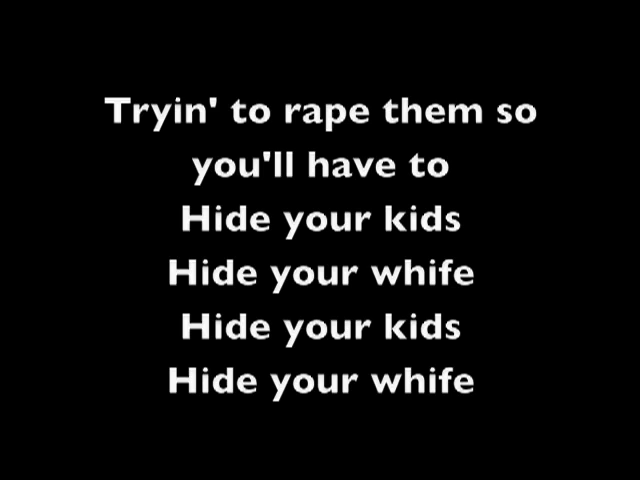 Tryin' to rape them so
you'll have to
Hide your kids
Hide your whife
Hide your kids
Hide your whife